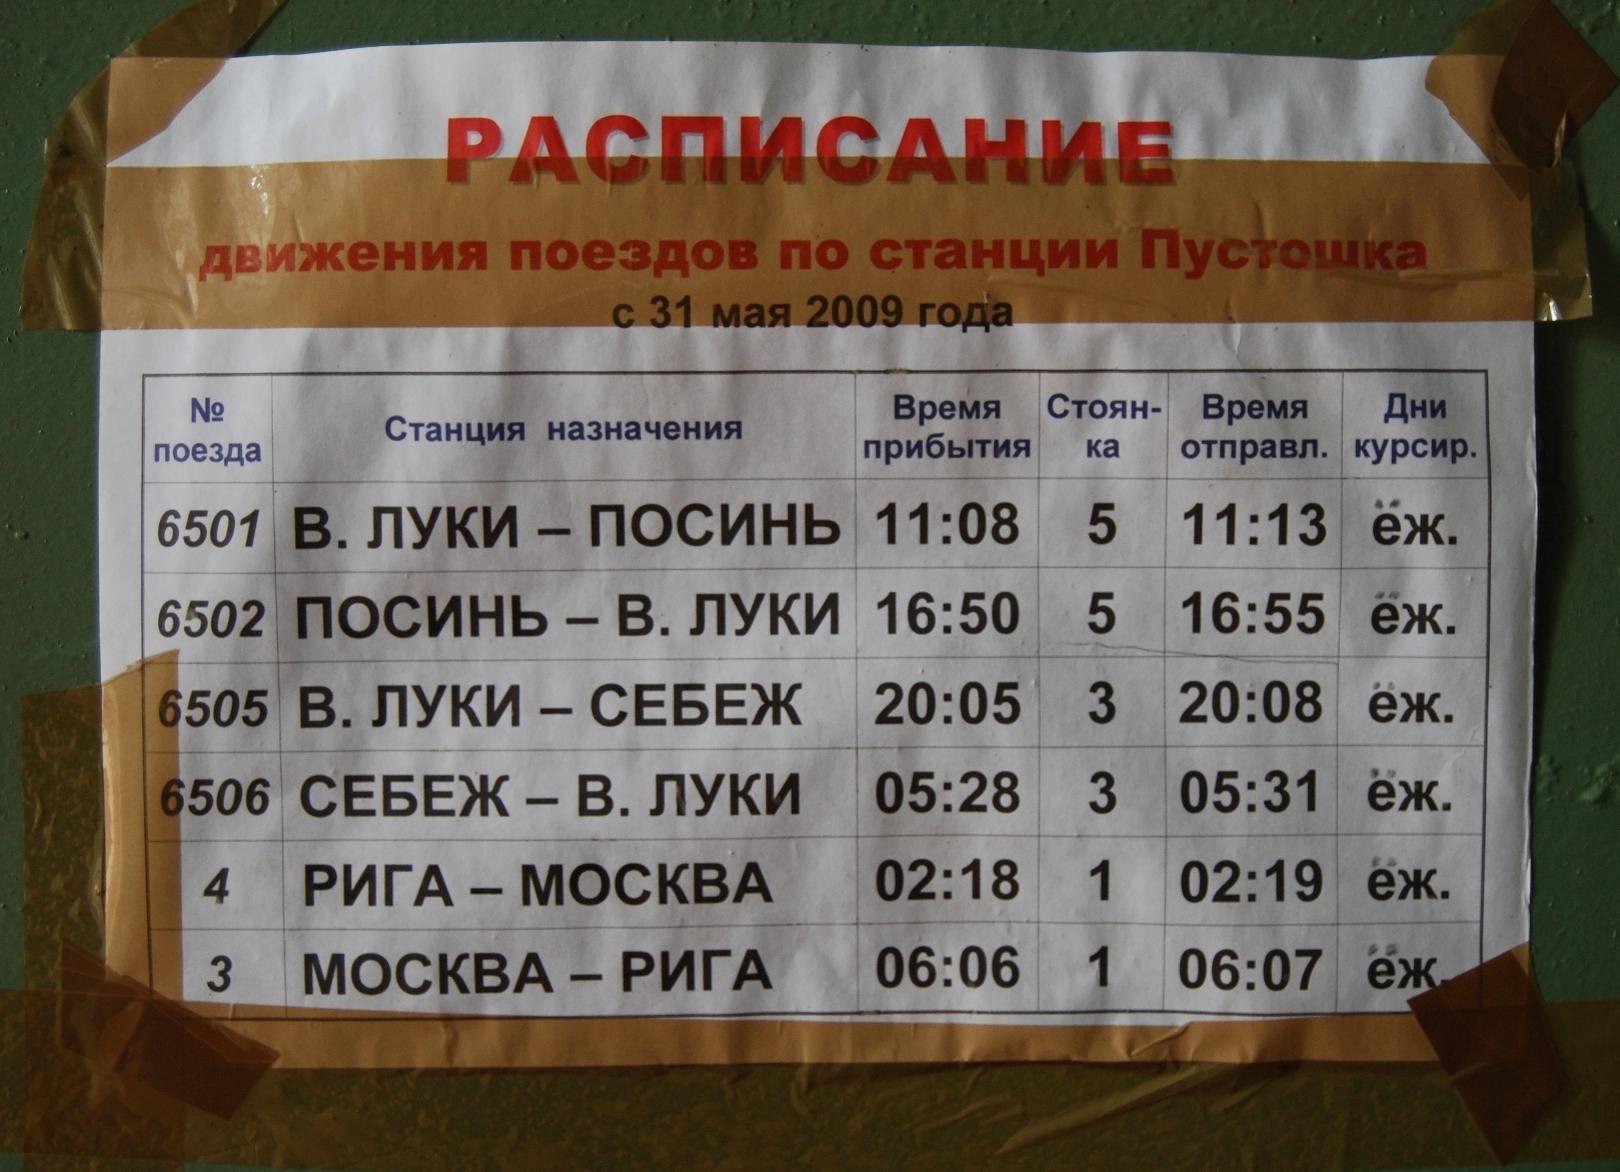 РАСПИСАНИЕ
движения поездов по станции Пустошка
с 31 мая 2009 года
№ поезда Станция назначения Время прибытия Стоян-ка Время отправл. Дни курсир.
6501 В. ЛУКИ – ПОСИНЬ 11:08 5 11:13 ёж.
6502 ПОСИНЬ – В. ЛУКИ 16:50 5 16:55 ёж.
6505 В. ЛУКИ – СЕБЕЖ 20:05 3 20:08 ёж.
6506 СЕБЕЖ – В. ЛУКИ 05:28 3 05:31 ёж.
4 РИГА – МОСКВА 02:18 1 02:19 ёж.
3 МОСКВА – РИГА 06:06 1 06:07 ёж.